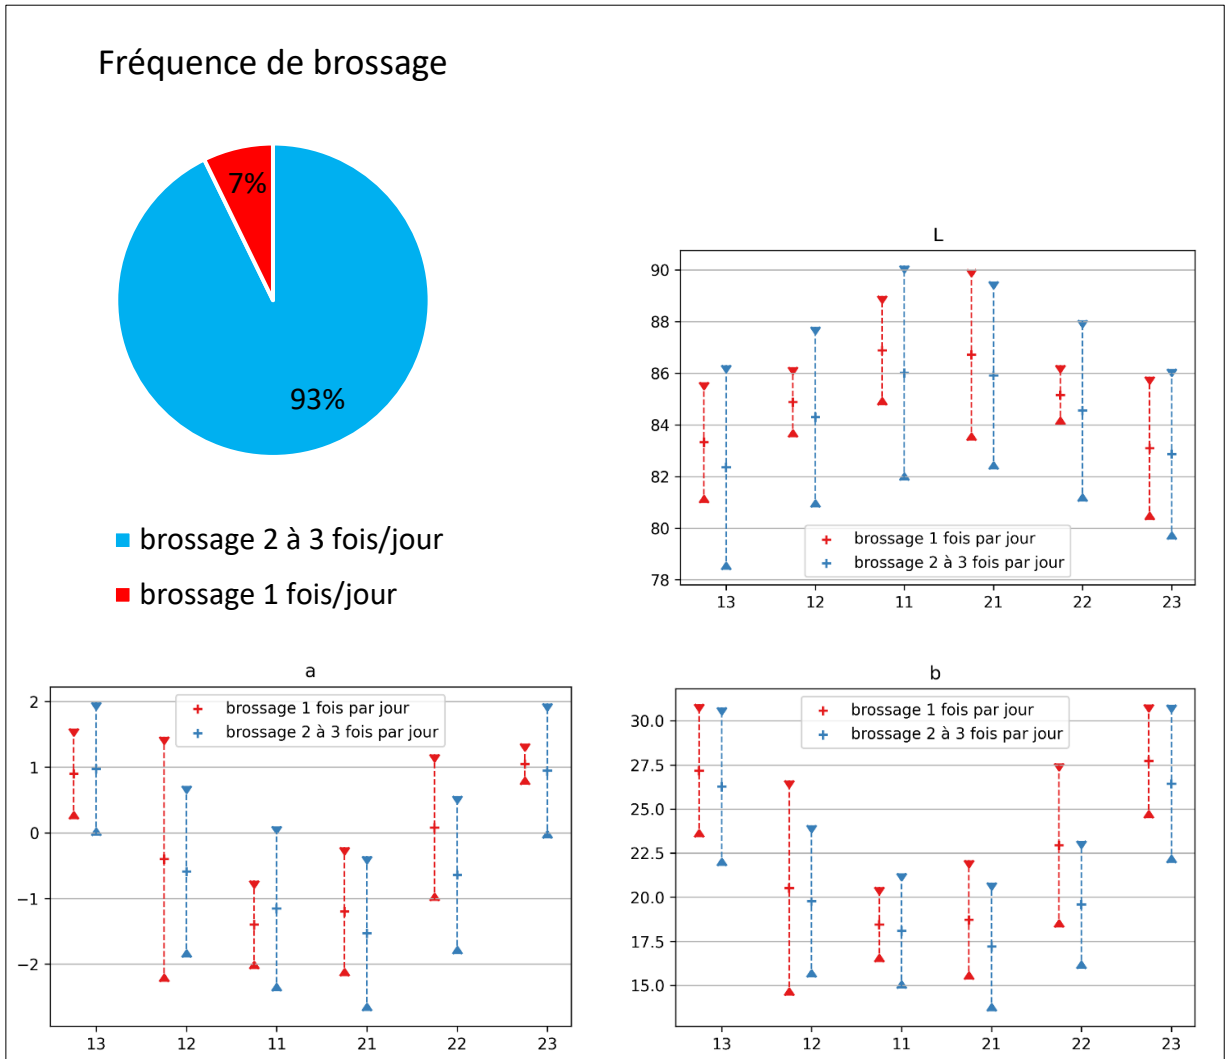 Fréquence de brossage
7%
93%
brossage 2 à 3 fois/jour
brossage 1 fois/jour
L
90
88
86
84
82
80
78
brossage 1 fois par jour
brossage 2 à 3 fois par jour
13 12 11 21 22 23
a
2
1
0
−1
−2
brossage 1 fois par jour
brossage 2 à 3 fois par jour
13 12 11 21 22 23
b
30.0
27.5
25.0
22.5
20.0
17.5
15.0
brossage 1 fois par jour
brossage 2 à 3 fois par jour
13 12 11 21 22 23